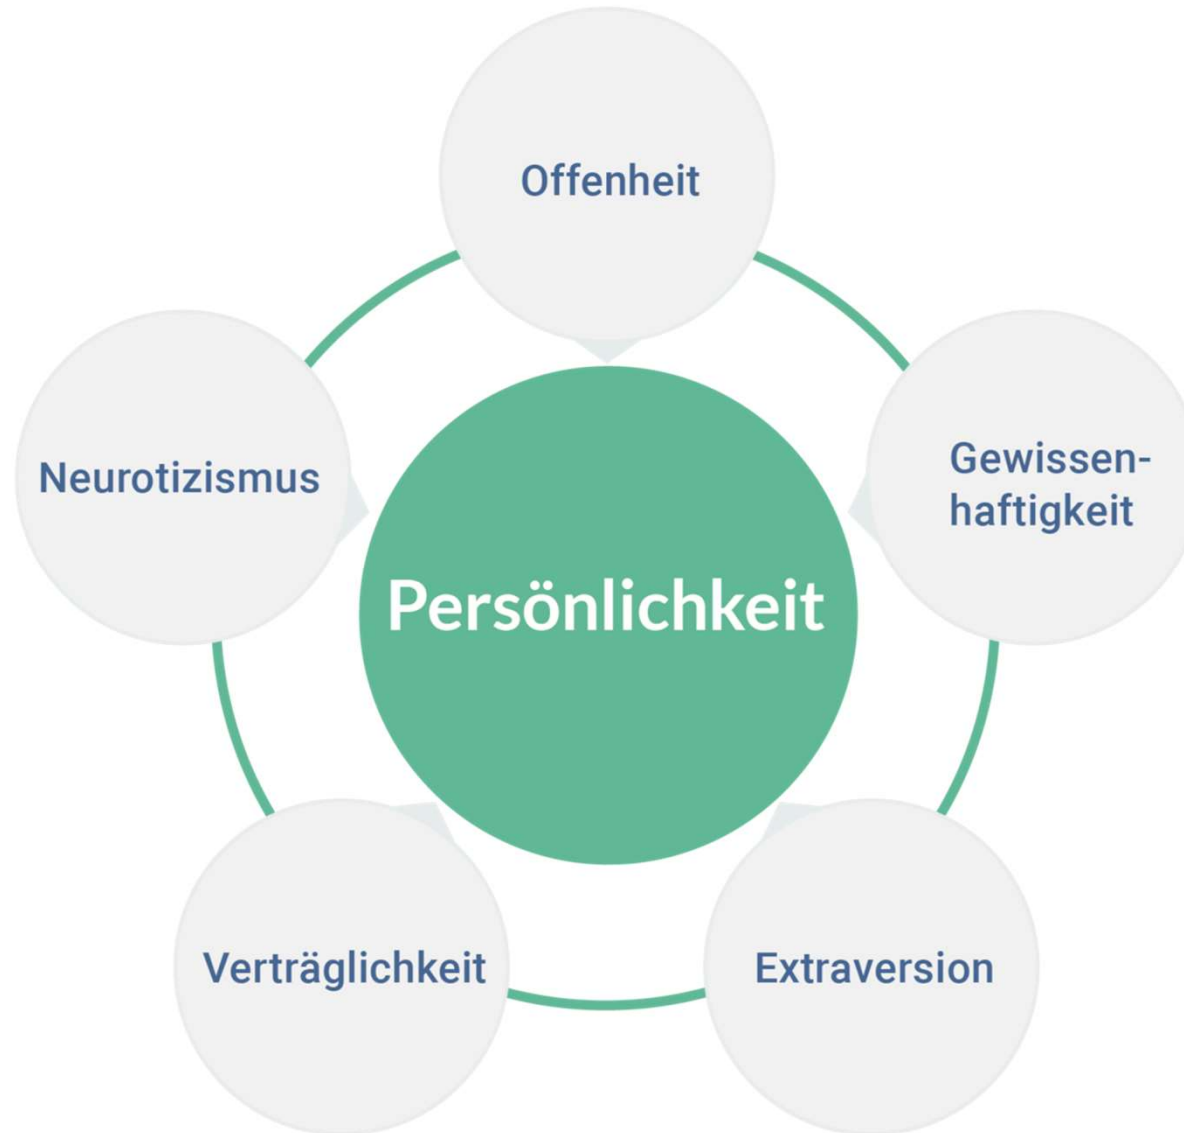 Offenheit
Neurotizismus
Gewissen-
haftigkeit
Persönlichkeit
Verträglichkeit
Extraversion